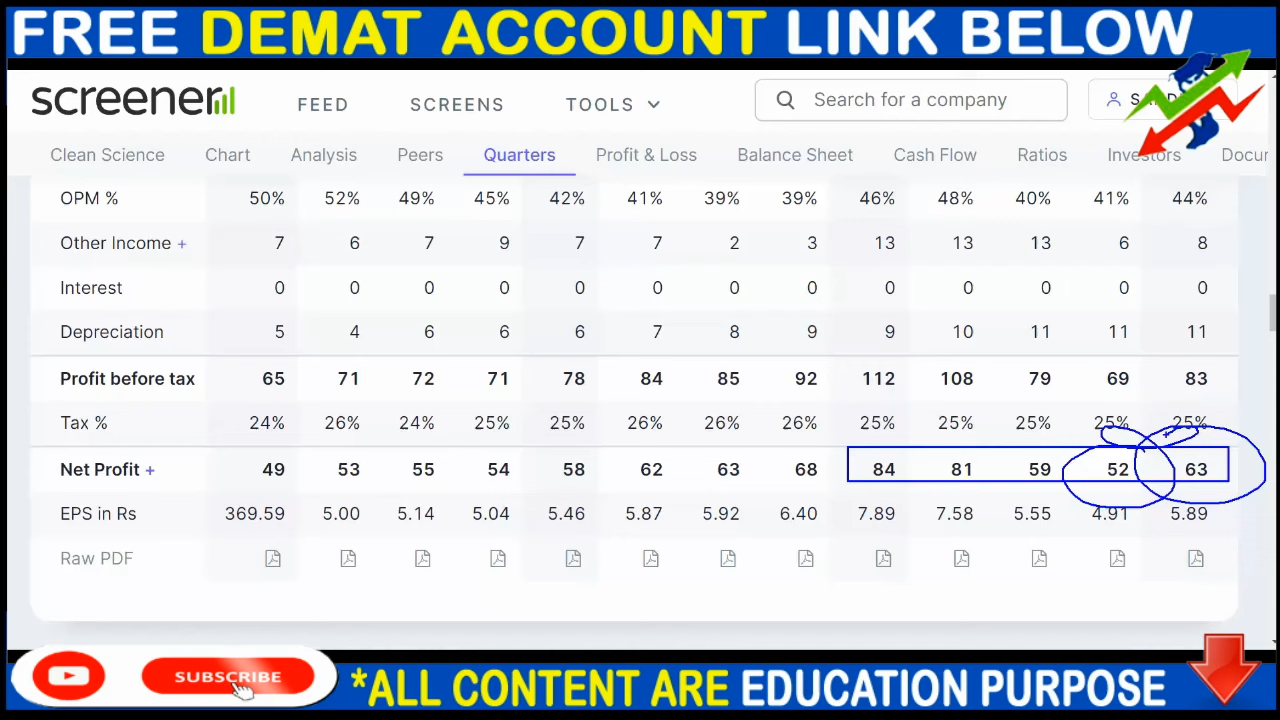 FREE DEMAT ACCOUNT LINK BELOW
screener FEED SCREENS TOOLS Search for a company
Clean Science Chart Analysis Peers Quarters Profit & Loss Balance Sheet Cash Flow Ratios Investors
OPM % 50% 52% 49% 45% 42% 41% 39% 39% 46% 48% 40% 41% 44%
Other Income + 7 6 7 9 7 7 2 3 13 13 13 6 8
Interest 0 0 0 0 0 0 0 0 0 0 0 0 0
Depreciation 5 4 6 6 6 7 8 9 9 10 11 11 11
Profit before tax 65 71 72 71 78 84 85 92 112 108 79 69 83
Tax % 24% 26% 24% 25% 25% 26% 26% 26% 25% 25% 25% 25% 25%
Net Profit + 49 53 55 54 58 62 63 68 84 81 59 52 63
EPS in Rs 369.59 5.00 5.14 5.04 5.46 5.87 5.92 6.40 7.89 7.58 5.55 4.91 5.89
Raw PDF
SUBSCRIBE
*ALL CONTENT ARE EDUCATION PURPOSE